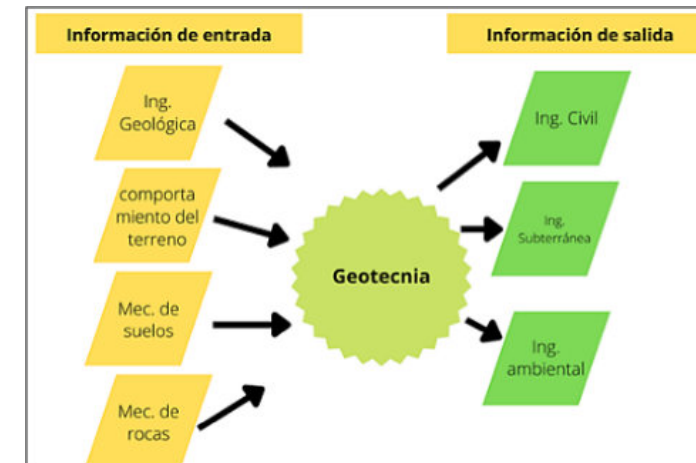 Información de entrada
Información de salida
Ing.
Geológica
comporta
miento del
terreno
Mec. de
suelos
Mec. de
rocas
Geotecnia
Ing. Civil
Ing.
Subterránea
Ing.
ambiental